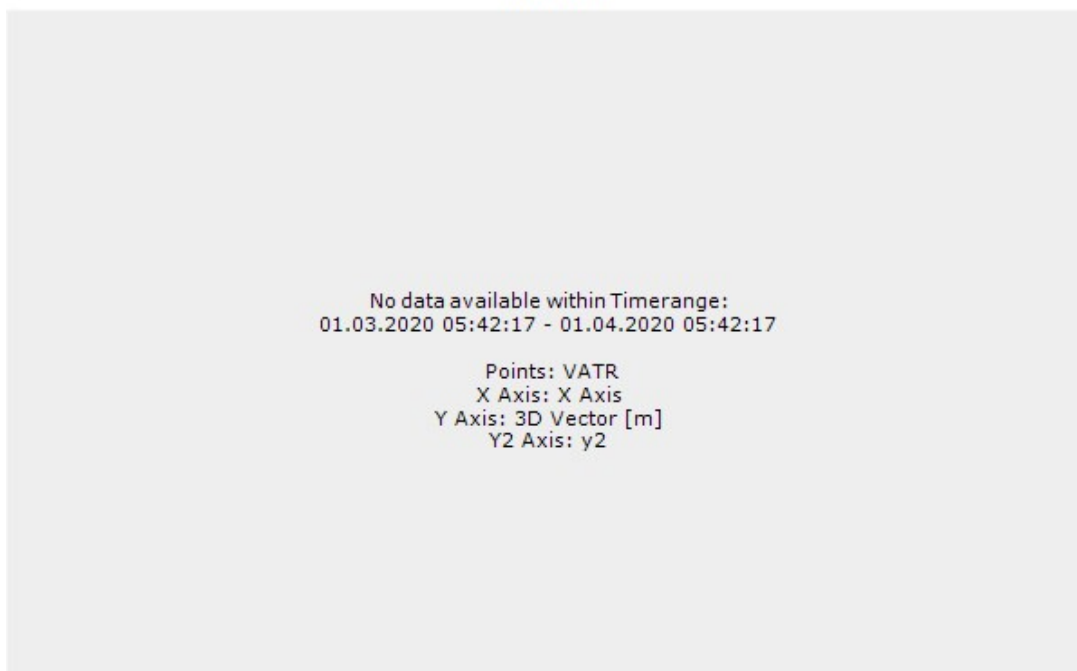 No data available within Timerange:
01.03.2020 05:42:17 - 01.04.2020 05:42:17
Points: VATR
X Axis: X Axis
Y Axis: 3D Vector [m]
Y2 Axis: y2